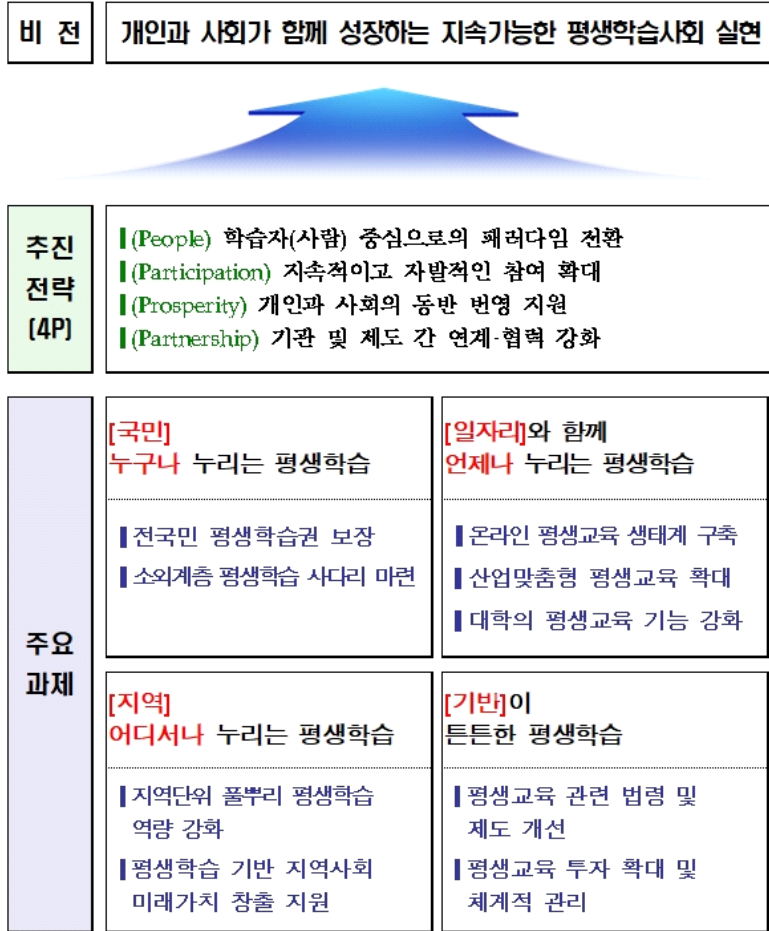 비 전
개인과 사회가 함께 성장하는 지속가능한 평생학습사회 실현
추진
전략
(4P)
(People) 학습자(사람) 중심으로의 패러다임 전환
(Participation) 지속적이고 자발적인 참여 확대
(Prosperity) 개인과 사회의 동반 번영 지원
(Partnership) 기관 및 제도 간 연계·협력 강화
주요
과제
[국민]
누구나 누리는 평생학습
전국민 평생학습권 보장
소외계층 평생학습 사다리 마련
[일자리]와 함께
언제나 누리는 평생학습
온라인 평생교육 생태계 구축
산업맞춤형 평생교육 확대
대학의 평생교육 기능 강화
[지역]
어디서나 누리는 평생학습
지역단위 풀뿌리 평생학습
역량 강화
평생학습 기반 지역사회
미래가치 창출 지원
[기반]이
튼튼한 평생학습
평생교육 관련 법령 및
제도 개선
평생교육 투자 확대 및
체계적 관리